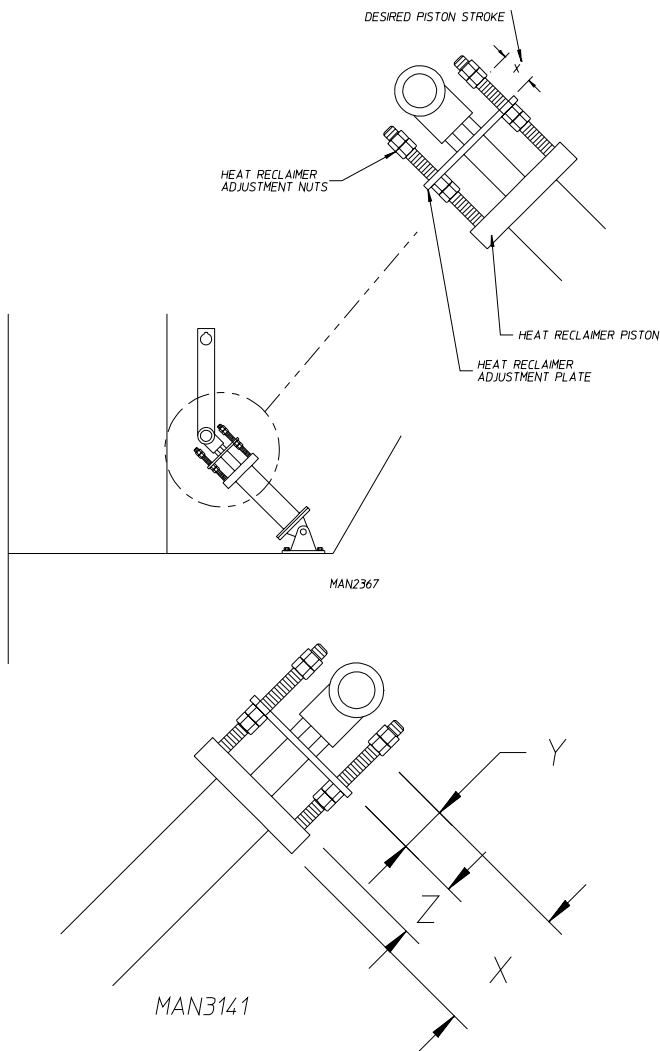 DESIRED PISTON STROKE
X
HEAT RECLAIMER
ADJUSTMENT NUTS
HEAT RECLAIMER PISTON
HEAT RECLAIMER
ADJUSTMENT PLATE
MAN2367
Y
Z
X
MAN3141